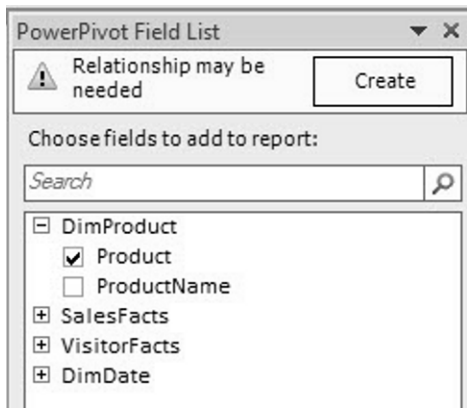 PowerPivot Field List
Relationship may be
needed
Create
Choose fields to add to report:
Search
DimProduct
Product
ProductName
SalesFacts
VisitorFacts
DimDate